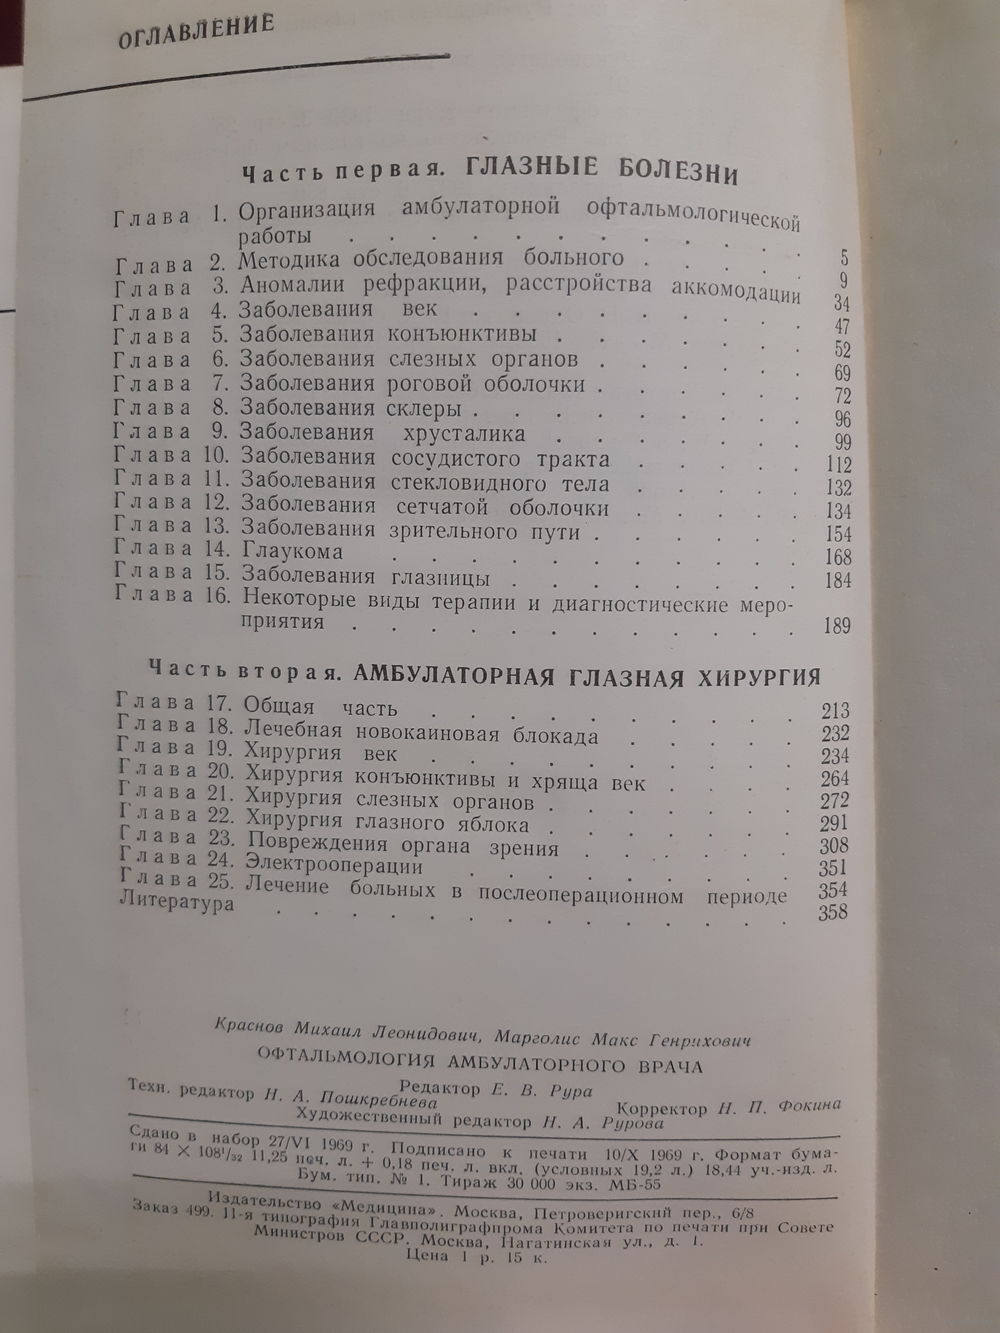 ОГЛАВЛЕНИЕ
Часть первая. ГЛАЗНЫЕ БОЛЕЗНИ
Глава 1. Организация амбулаторной офтальмологической
работы . . . . . . . . . . . 5
Глава 2. Методика обследования больного . . . . . 9
Глава 3. Аномалии рефракции, расстройства аккомодации 34
Глава 4. Заболевания век . . . . . . . . . 47
Глава 5. Заболевания конъюнктивы . . . . . . . 52
Глава 6. Заболевания слезных органов . . . . . . 69
Глава 7. Заболевания роговой оболочки . . . . . . 72
Глава 8. Заболевания склеры . . . . . . . . 96
Глава 9. Заболевания хрусталика . . . . . . . 99
Глава 10. Заболевания сосудистого тракта . . . . . 112
Глава 11. Заболевания стекловидного тела . . . . . 132
Глава 12. Заболевания сетчатой оболочки . . . . . 134
Глава 13. Заболевания зрительного пути . . . . . . 154
Глава 14. Глаукома . . . . . . . . . . . 168
Глава 15. Заболевания глазницы . . . . . . . . 184
Глава 16. Некоторые виды терапии и диагностические меро-
приятия . . . . . . . . . . . . 189
Часть вторая. АМБУЛАТОРНАЯ ГЛАЗНАЯ ХИРУРГИЯ
Глава 17. Общая часть . . . . . . . . . . 213
Глава 18. Лечебная новокаиновая блокада . . . . . 232
Глава 19. Хирургия век . . . . . . . . . . 234
Глава 20. Хирургия конъюнктивы и хряща век . . . . 264
Глава 21. Хирургия слезных органов . . . . . . . 272
Глава 22. Хирургия глазного яблока . . . . . . . 291
Глава 23. Повреждения органа зрения . . . . . . 308
Глава 24. Электрооперации . . . . . . . . . 351
Глава 25. Лечение больных в послеоперационном периоде 354
Литература . . . . . . . . . . . . . 358
Краснов Михаил Леонидович, Марголис Макс Генрихович
ОФТАЛЬМОЛОГИЯ АМБУЛАТОРНОГО ВРАЧА
Редактор Е. В. Рура
Техн. редактор Н. А. Пошкребнева Корректор Н. П. Фокина
Художественный редактор Н. А. Рурова
Сдано в набор 27/VI 1969 г. Подписано к печати 10/X 1969 г. Формат бума-
ги 84 × 108¹/₃₂ 11,25 печ. л. + 0,18 печ. л. вкл. (условных 19,2 л.) 18,44 уч.-изд. л.
Бум. тип. № 1. Тираж 30 000 экз. МБ-55
Издательство «Медицина». Москва, Петроверигский пер., 6/8
Заказ 499. 11-я типография Главполиграфпрома Комитета по печати при Совете
Министров СССР. Москва, Нагатинская ул., д. 1.
Цена 1 р. 15 к.